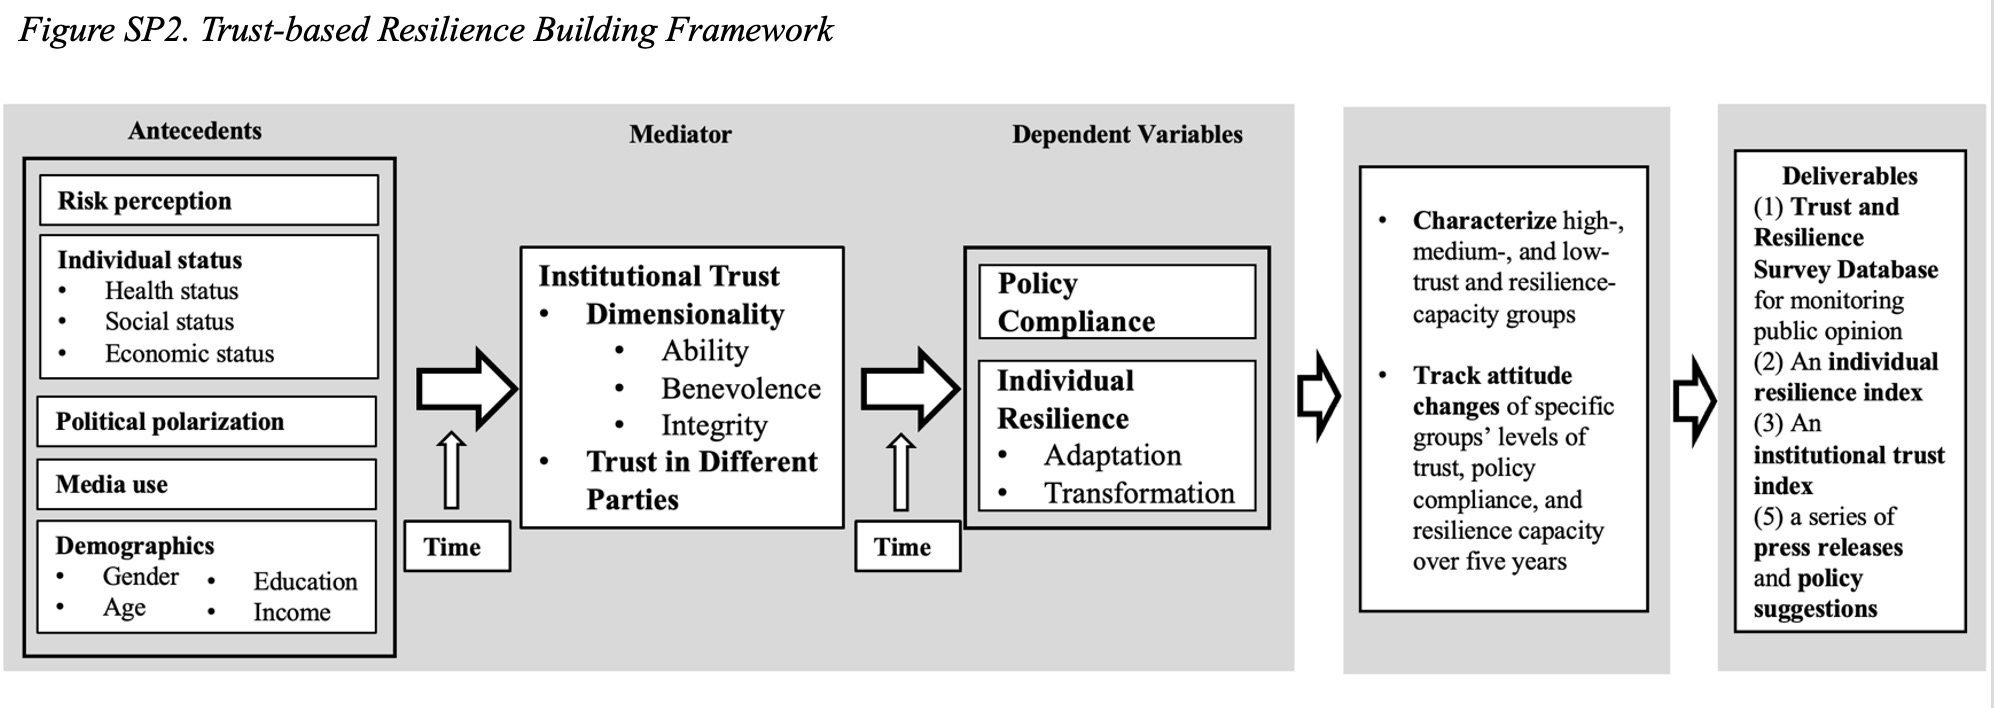 Figure SP2. Trust-based Resilience Building Framework
Antecedents
Risk perception
Individual status
• Health status
• Social status
• Economic status
Political polarization
Media use
Demographics
• Gender
• Age
• Education
• Income
Time
Mediator
Institutional Trust
• Dimensionality
• Ability
• Benevolence
• Integrity
• Trust in Different
Parties
Time
Dependent Variables
Policy
Compliance
Individual
Resilience
• Adaptation
• Transformation
• Characterize high-,
medium-, and low-
trust and resilience-
capacity groups
• Track attitude
changes of specific
groups’ levels of
trust, policy
compliance, and
resilience capacity
over five years
Deliverables
(1) Trust and
Resilience
Survey Database
for monitoring
public opinion
(2) An individual
resilience index
(3) An
institutional trust
index
(5) a series of
press releases
and policy
suggestions